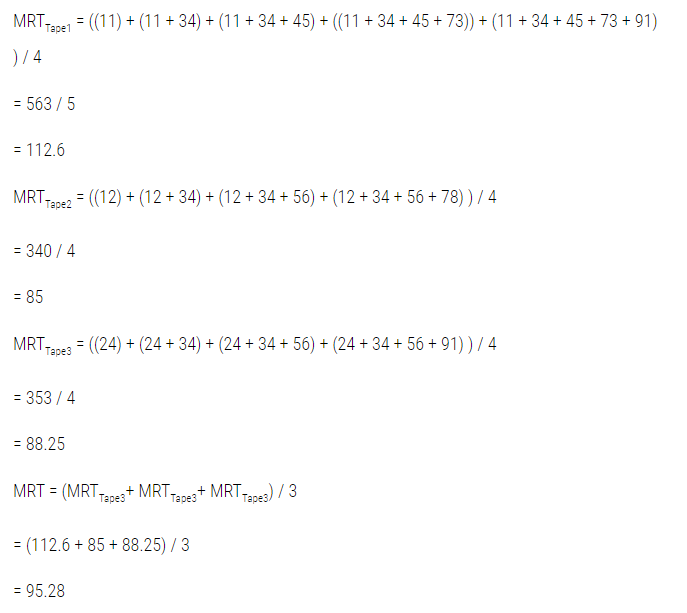 MRTTape1 = ((11) + (11 + 34) + (11 + 34 + 45) + ((11 + 34 + 45 + 73)) + (11 + 34 + 45 + 73 + 91)
) / 4
= 563 / 5
= 112.6
MRTTape2 = ((12) + (12 + 34) + (12 + 34 + 56) + (12 + 34 + 56 + 78) ) / 4
= 340 / 4
= 85
MRTTape3 = ((24) + (24 + 34) + (24 + 34 + 56) + (24 + 34 + 56 + 91) ) / 4
= 353 / 4
= 88.25
MRT = (MRTTape3+ MRTTape3+ MRTTape3) / 3
= (112.6 + 85 + 88.25) / 3
= 95.28